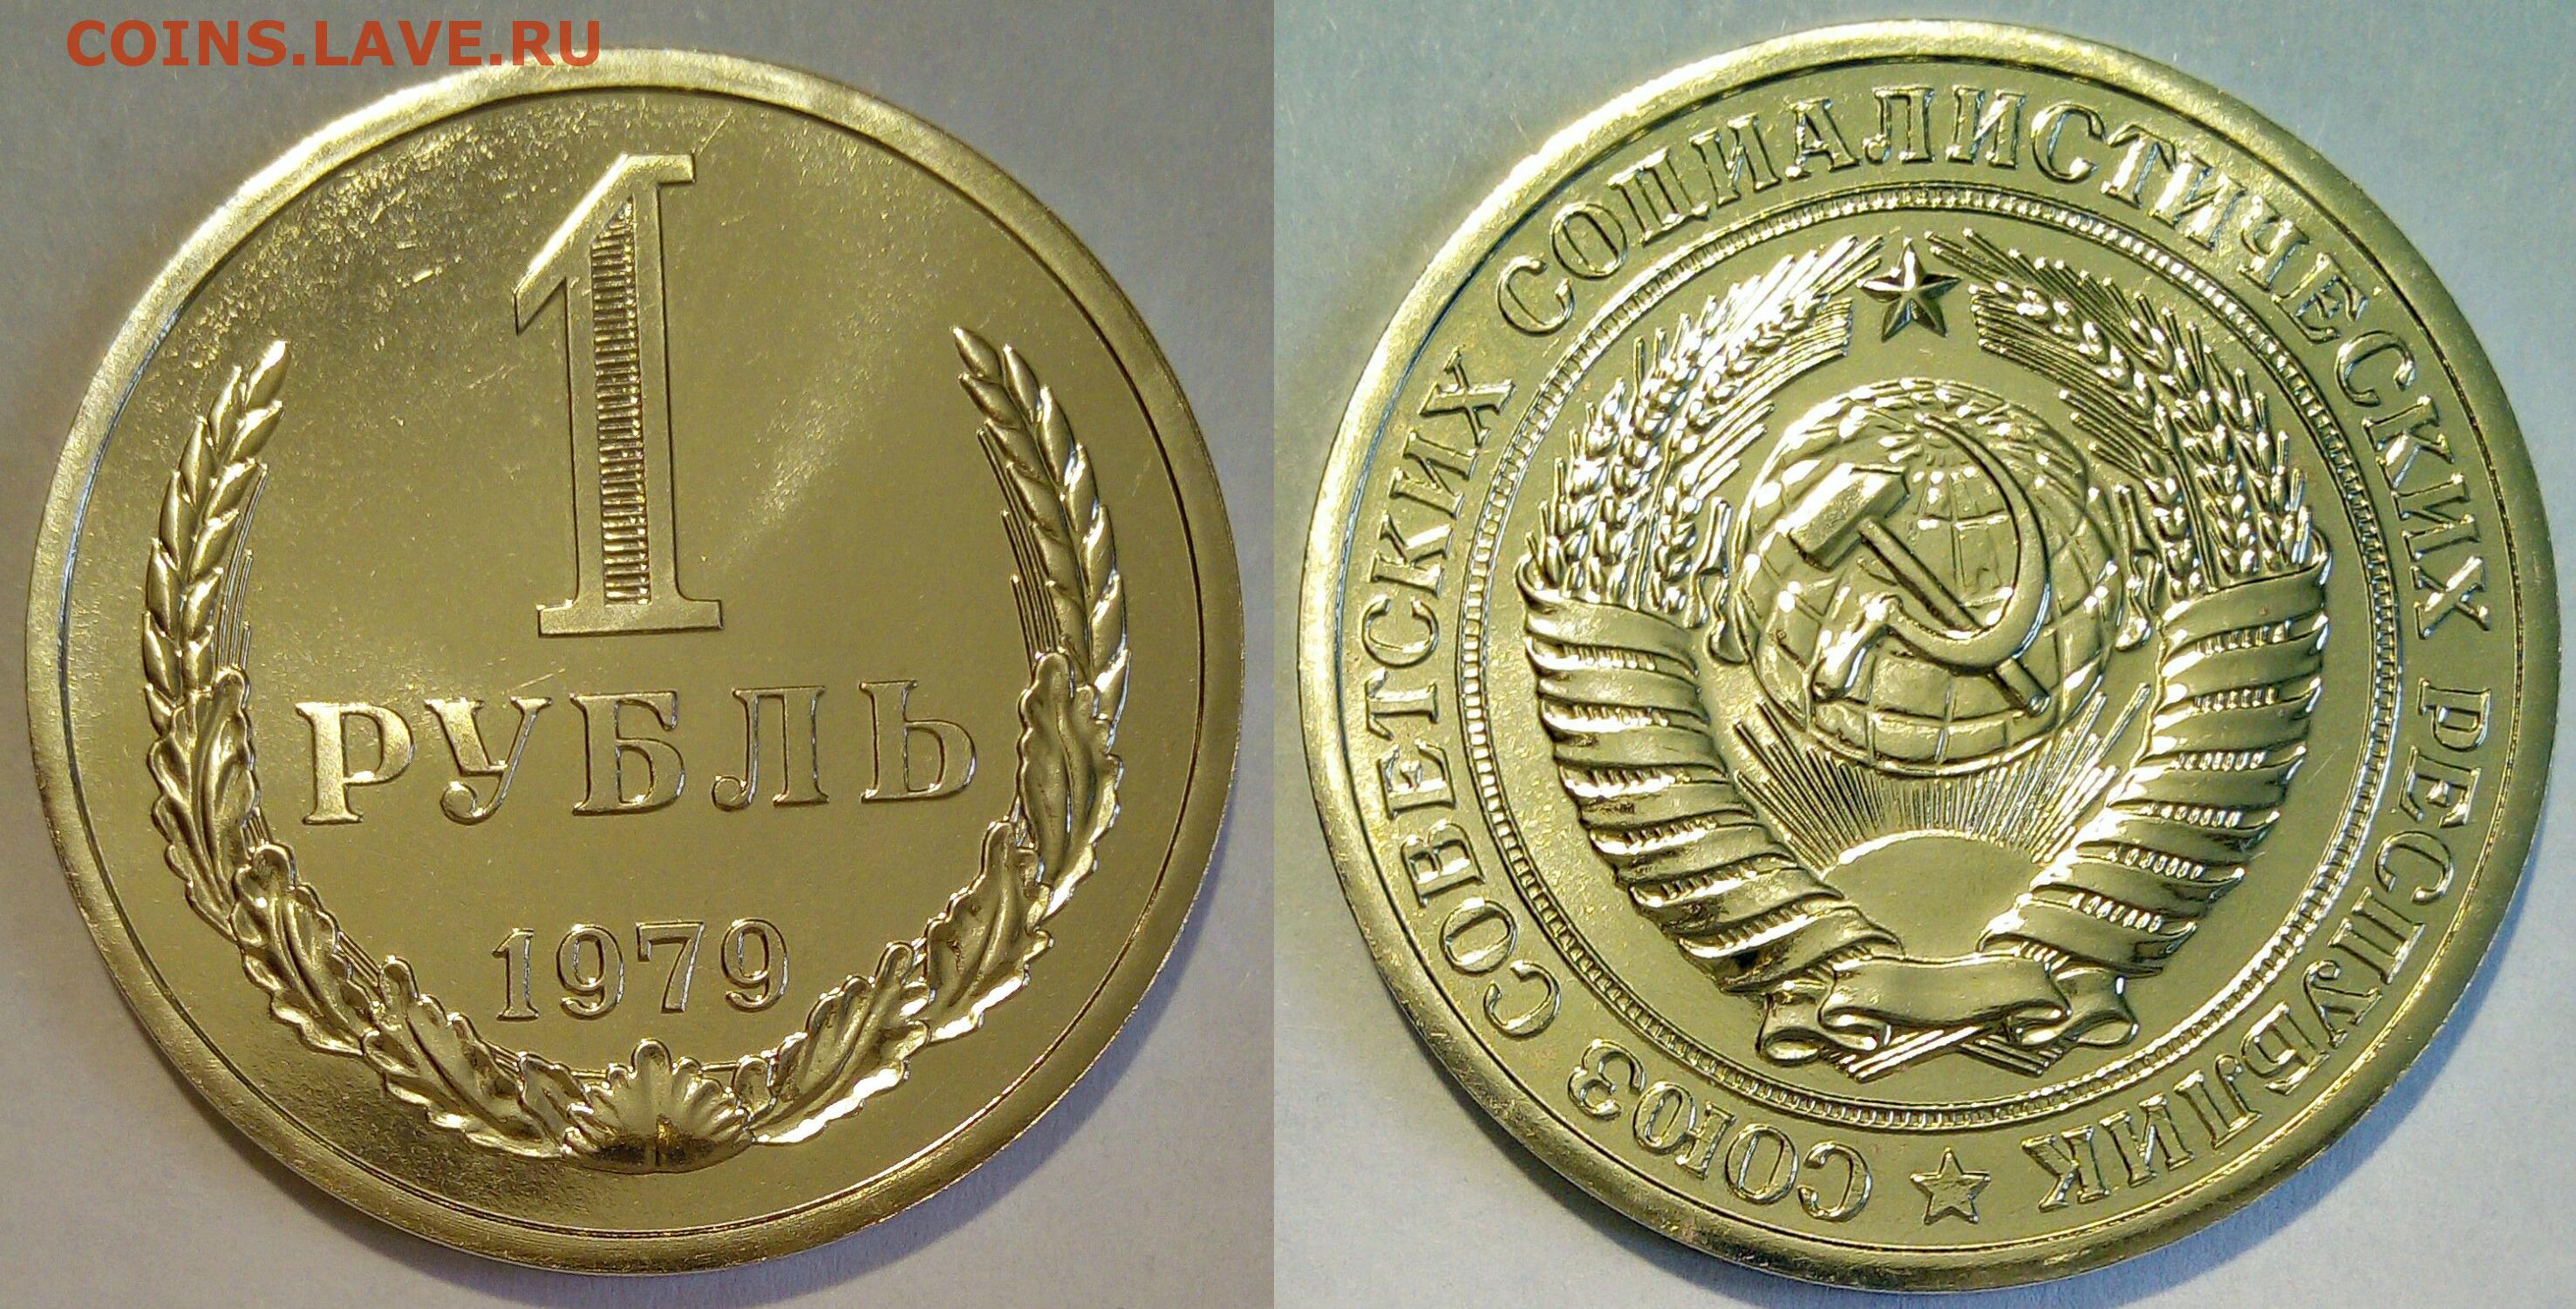 COINS.LAVE.RU
1
РУБЛЬ
1979
СОЮЗ СОВЕТСКИХ СОЦИАЛИСТИЧЕСКИХ РЕСПУБЛИК